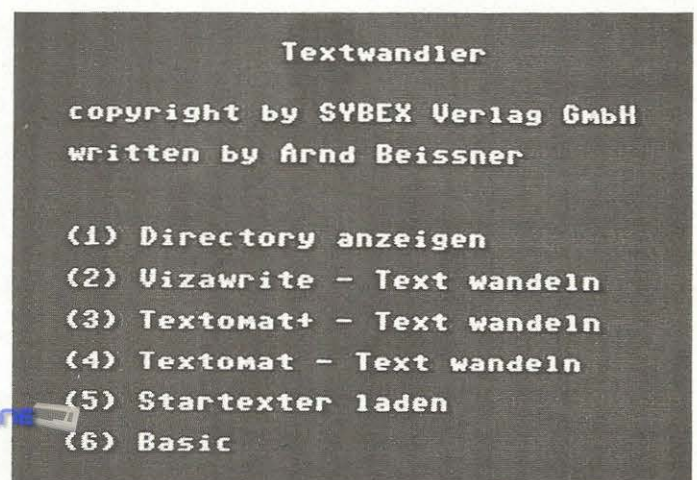 Textwandler
copyright by SYBEX Verlag GmbH
written by Arnd Beissner
(1) Directory anzeigen
(2) Vizawrite - Text wandeln
(3) Textomat+ - Text wandeln
(4) Textomat - Text wandeln
(5) Startexter laden
(6) Basic